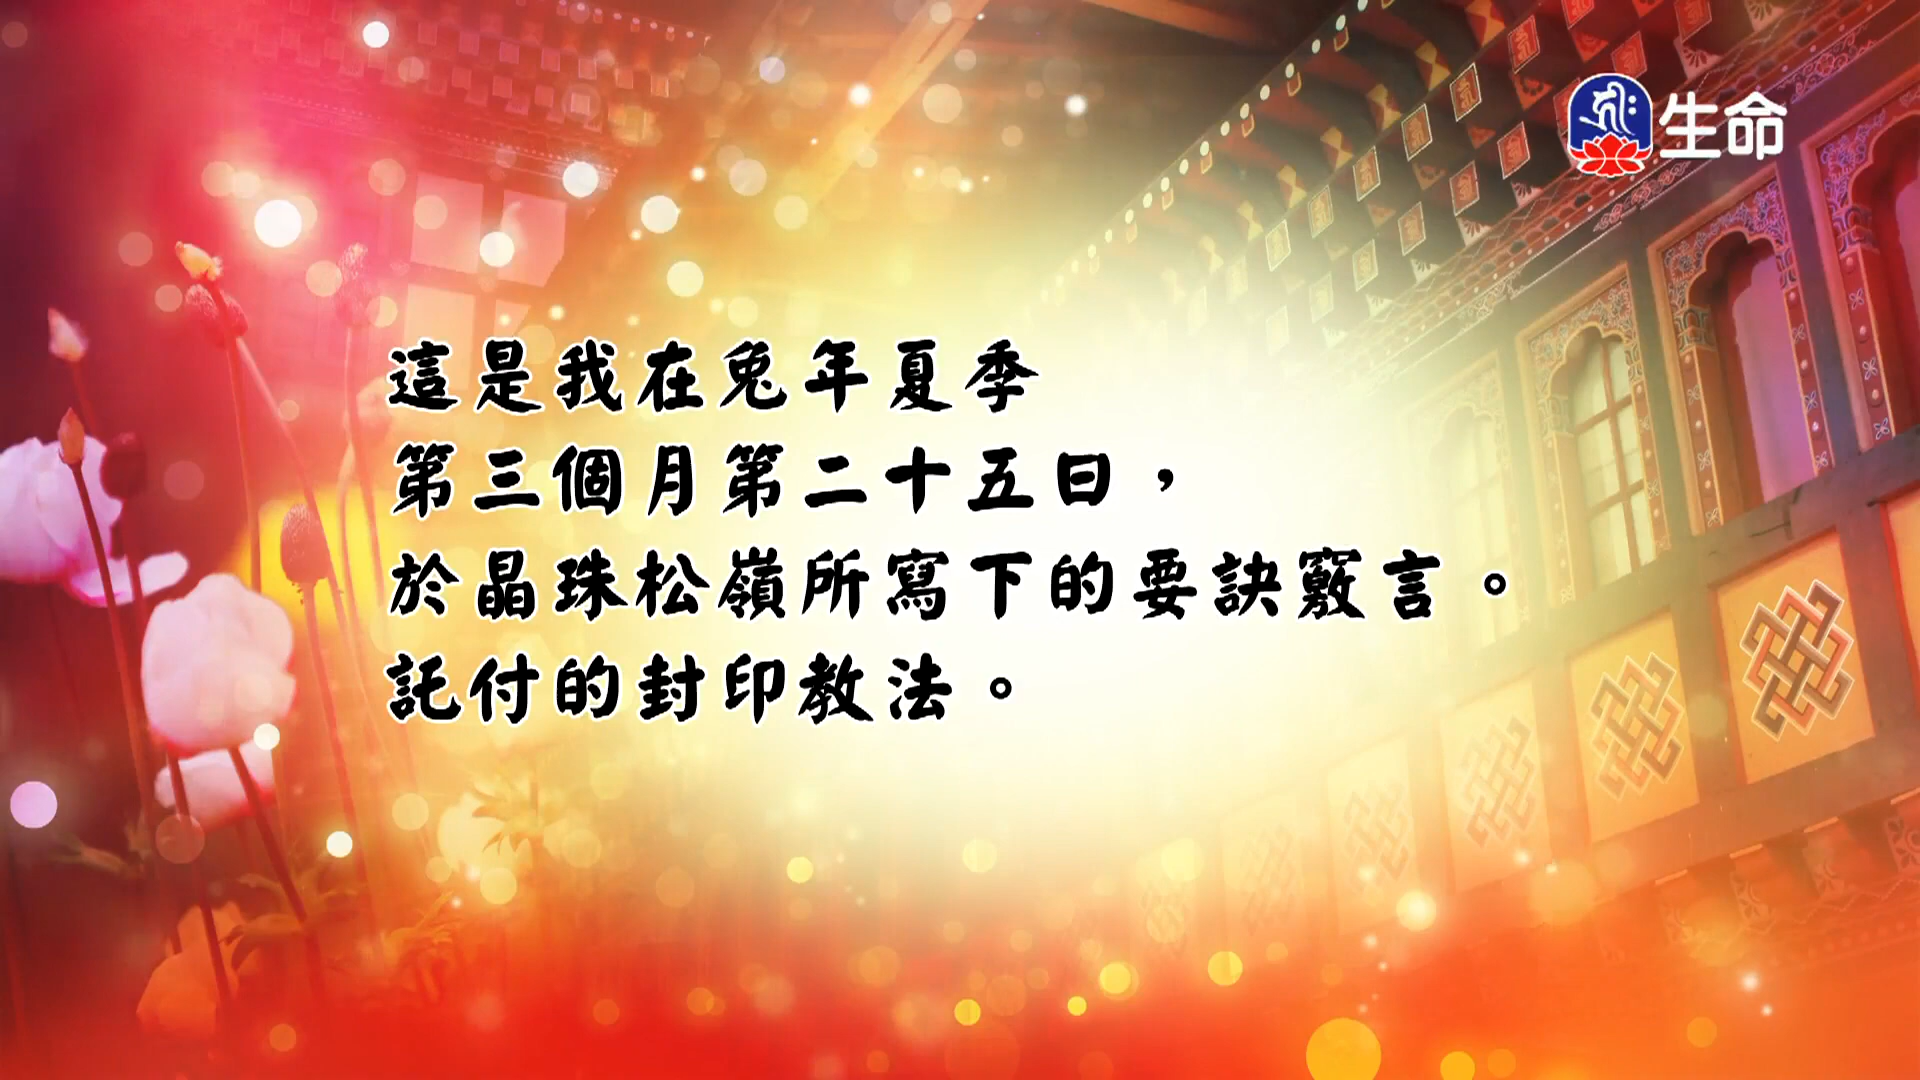 生命
這是我在兔年夏季
第三個月第二十五日，
於晶珠松嶺所寫下的要訣竅言。
託付的封印教法。